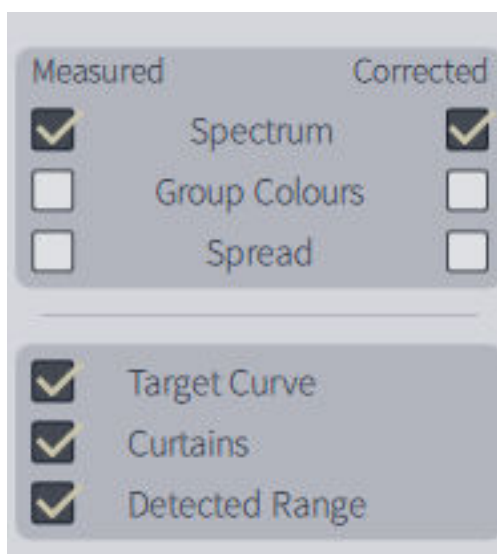 Measured Corrected
Spectrum
Group Colours
Spread
Target Curve
Curtains
Detected Range